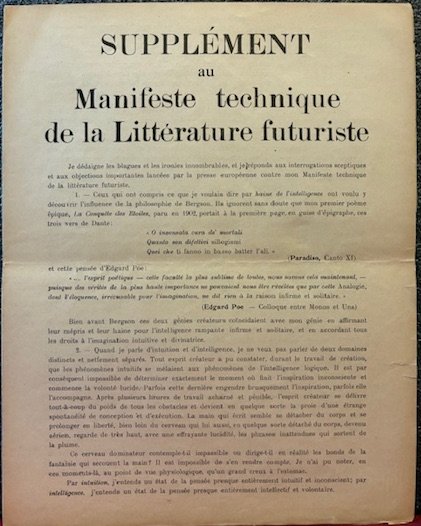 SUPPLÉMENT
au
Manifeste technique
de la Littérature futuriste
Je dédaigne les blagues et les ironies innombrables, et je réponds aux interrogations sceptiques
et aux objections importantes lancées par la presse européenne contre mon Manifeste technique
de la littérature futuriste.
1. — Ceux qui ont compris ce que je voulais dire par haine de l'intelligence ont voulu y
découvrir l'influence de la philosophie de Bergson. Ils ignorent sans doute que mon premier poème
épique, La Conquête des Etoiles, paru en 1902, portait à la première page, en guise d'épigraphe, ces
trois vers de Dante:
« O insensata cura de' mortali
Quanto son difettivi sillogismi
Quei che ti fanno in basso batter l'ali. »
(Paradiso, Canto XI)
et cette pensée d'Edgard Poe:
« ... l'esprit poétique — cette faculté la plus sublime de toutes, nous savons cela maintenant, —
puisque des vérités de la plus haute importance ne pouvaient nous être révélées que par cette Analogie,
dont l'éloquence, irrécusable pour l'imagination, ne dit rien à la raison infirme et solitaire. »
(Edgard Poe — Colloque entre Monos et Una)
Bien avant Bergson ces deux génies créateurs coïncidaient avec mon génie en affirmant
leur mépris et leur haine pour l'intelligence rampante infirme et solitaire, et en accordant tous
les droits à l'imagination intuitive et divinatrice.
2. — Quand je parle d'intuition et d'intelligence, je ne veux pas parler de deux domaines
distincts et nettement séparés. Tout esprit créateur a pu constater, durant le travail de création,
que les phénomènes intuitifs se mêlaient aux phénomènes de l'intelligence logique. Il est par
conséquent impossible de déterminer exactement le moment où finit l'inspiration inconsciente et
commence la volonté lucide. Parfois cette dernière engendre brusquement l'inspiration, parfois elle
l'accompagne. Après plusieurs heures de travail acharné et pénible, l'esprit créateur se délivre
tout-à-coup du poids de tous les obstacles et devient en quelque sorte la proie d'une étrange
spontanéité de conception et d'exécution. La main qui écrit semble se détacher du corps et se
prolonger en liberté, bien loin du cerveau qui lui aussi, en quelque sorte détaché du corps, devenu
aérien, regarde de très haut, avec une effrayante lucidité, les phrases inattendues qui sortent de
la plume.
Ce cerveau dominateur contemple-t-il impassible ou dirige-t-il en réalité les bonds de la
fantaisie qui secouent la main? Il est impossible de s'en rendre compte. Je n'ai pu noter, en
ces moments-là, au point de vue physiologique, qu'un grand creux à l'estomac.
Par intuition, j'entends un état de la pensée presque entièrement intuitif et inconscient; par
intelligence, j'entends un état de la pensée presque entièrement intellectif et volontaire.